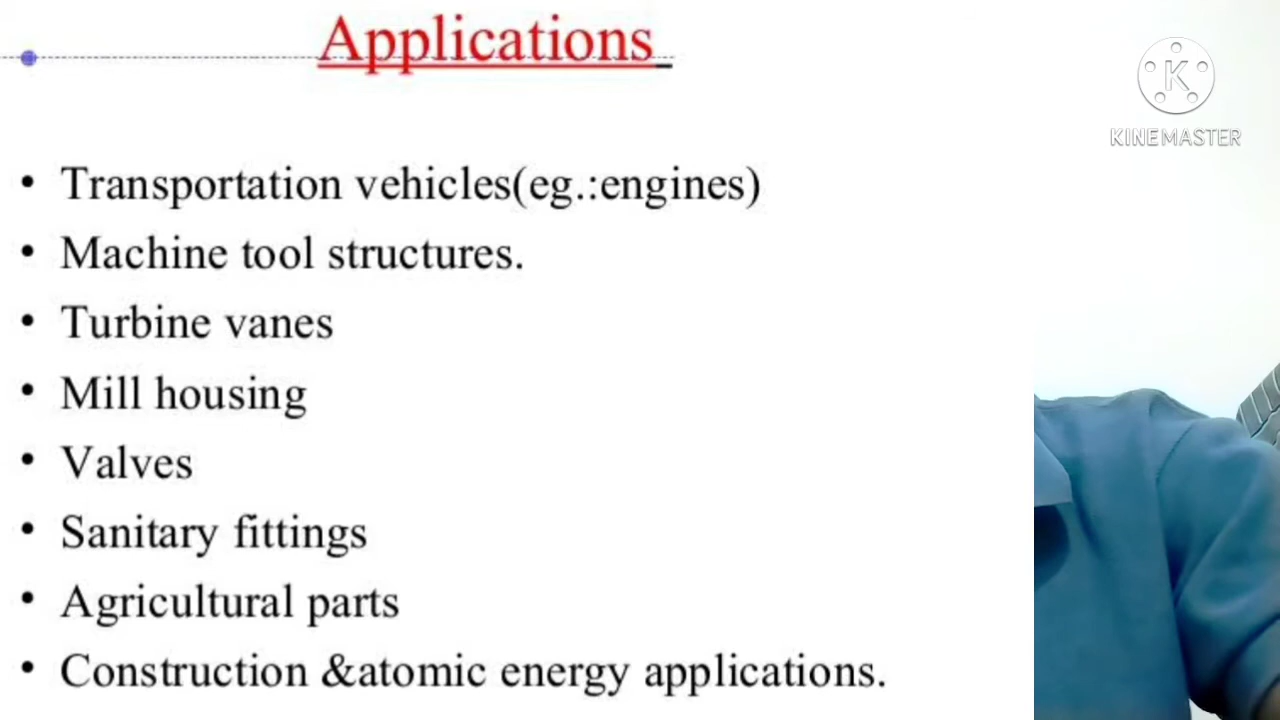 Applications
KINEMASTER
• Transportation vehicles(eg.:engines)
• Machine tool structures.
• Turbine vanes
• Mill housing
• Valves
• Sanitary fittings
• Agricultural parts
• Construction &atomic energy applications.